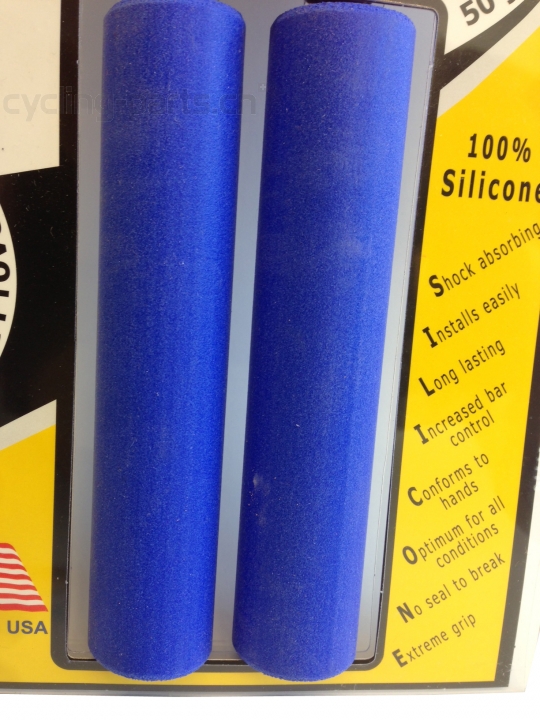 100%
Silicone
Shock absorbing
Installs easily
Long lasting
Increased bar
control
Conforms to
hands
Optimum for all
conditions
No seal to break
Extreme grip
USA